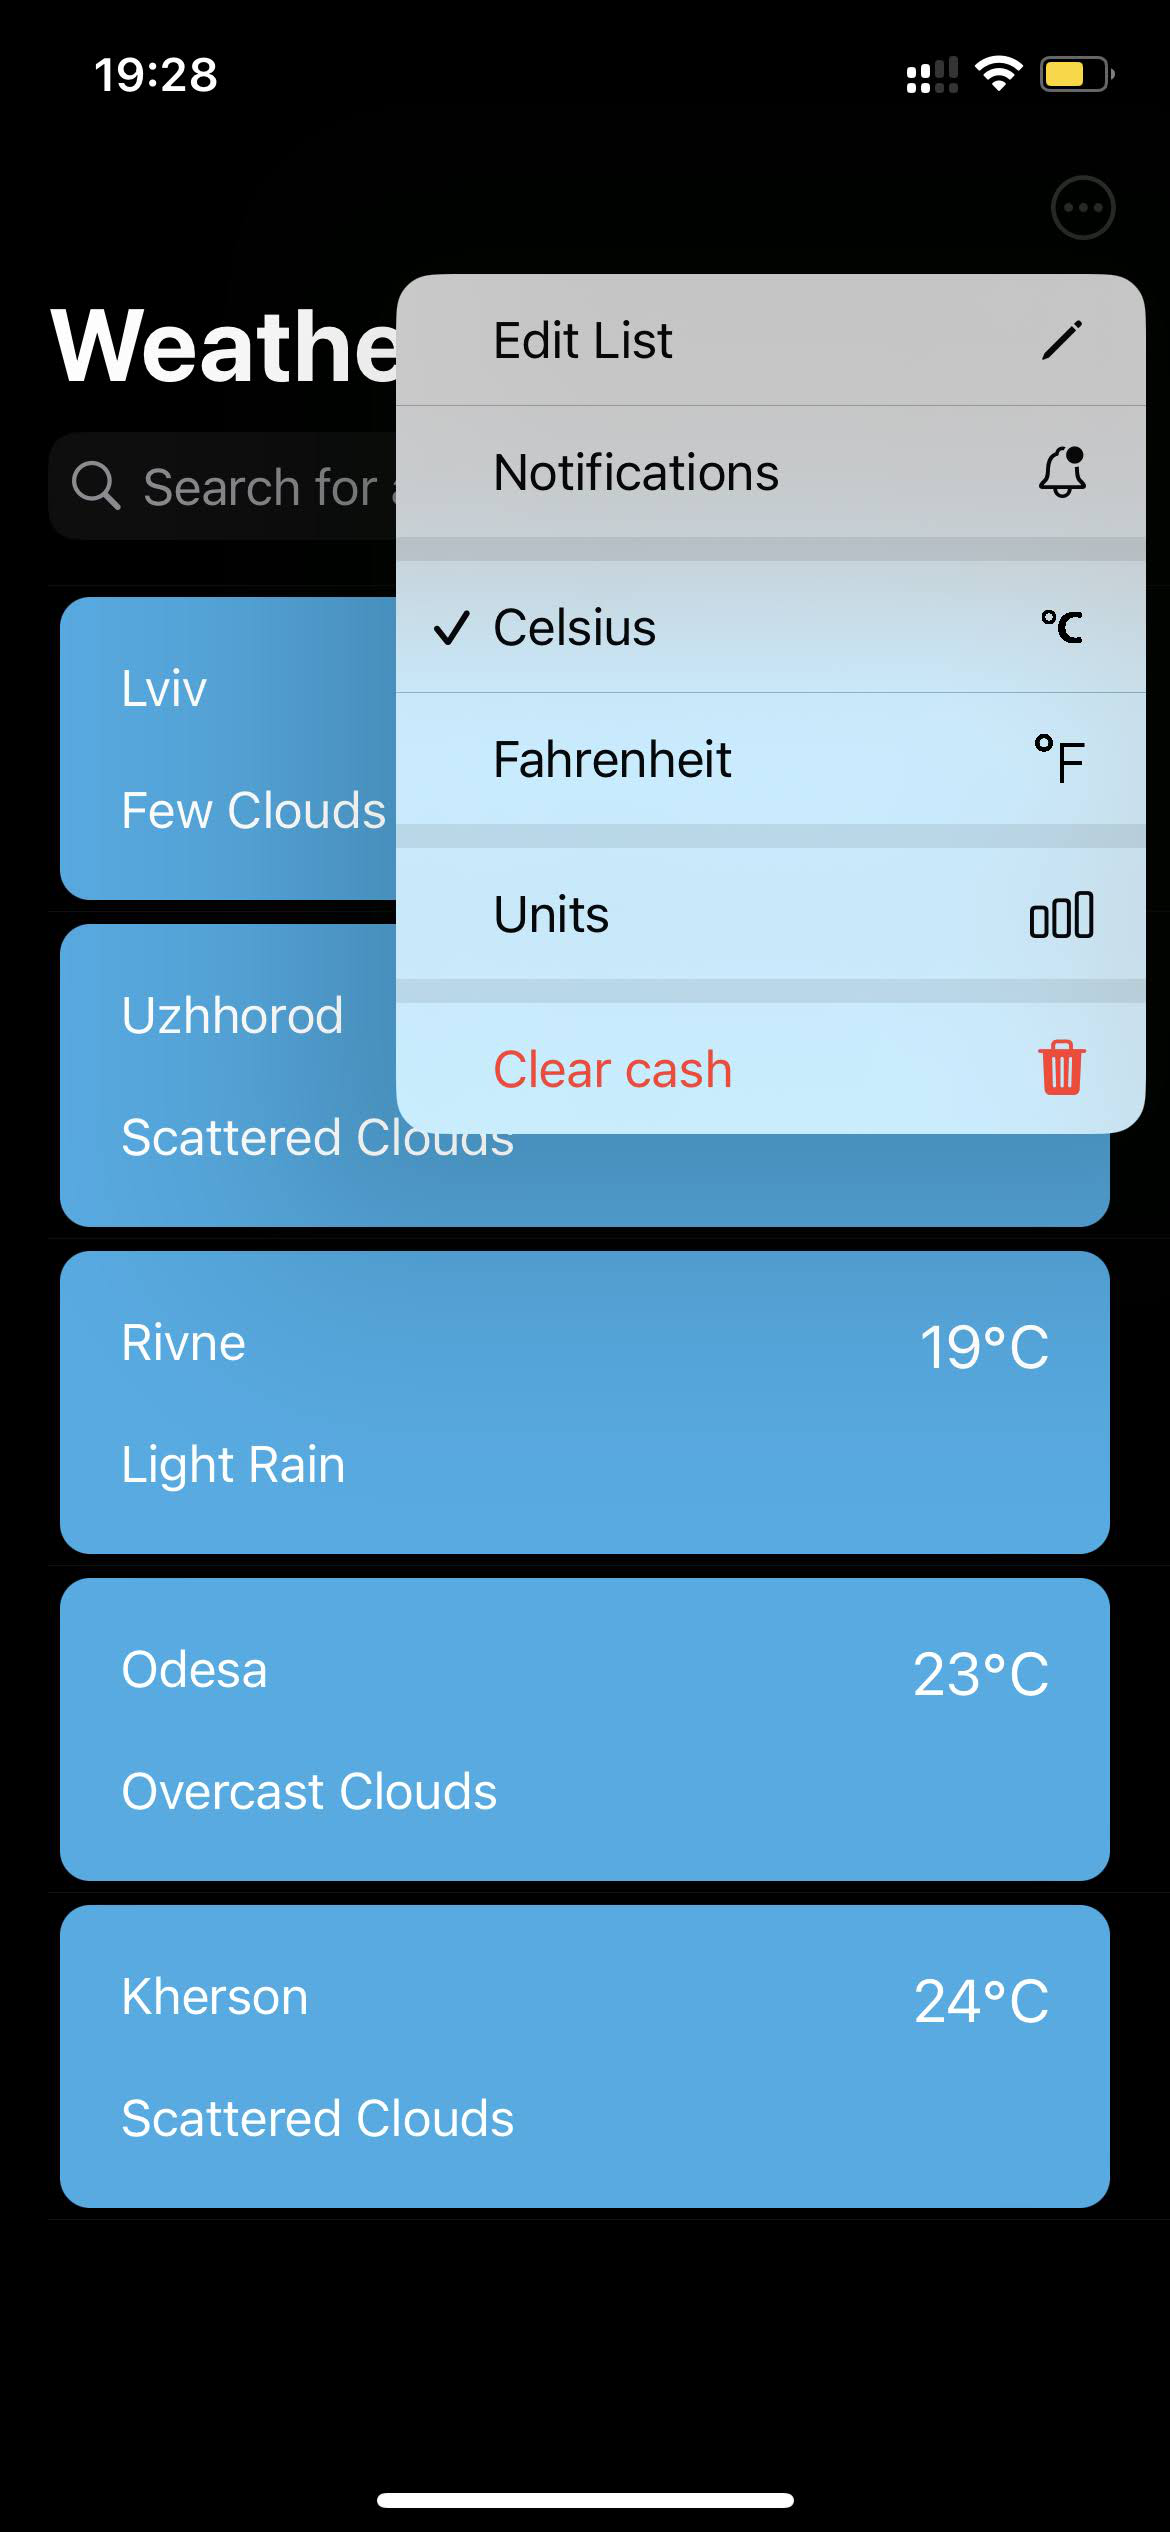 19:28
Weathe
Search for
Edit List
Notifications
Celsius °C
Fahrenheit °F
Units
Clear cash
Lviv
Few Clouds
Uzhhorod
Scattered Clouds
Rivne 19°C
Light Rain
Odesa 23°C
Overcast Clouds
Kherson 24°C
Scattered Clouds